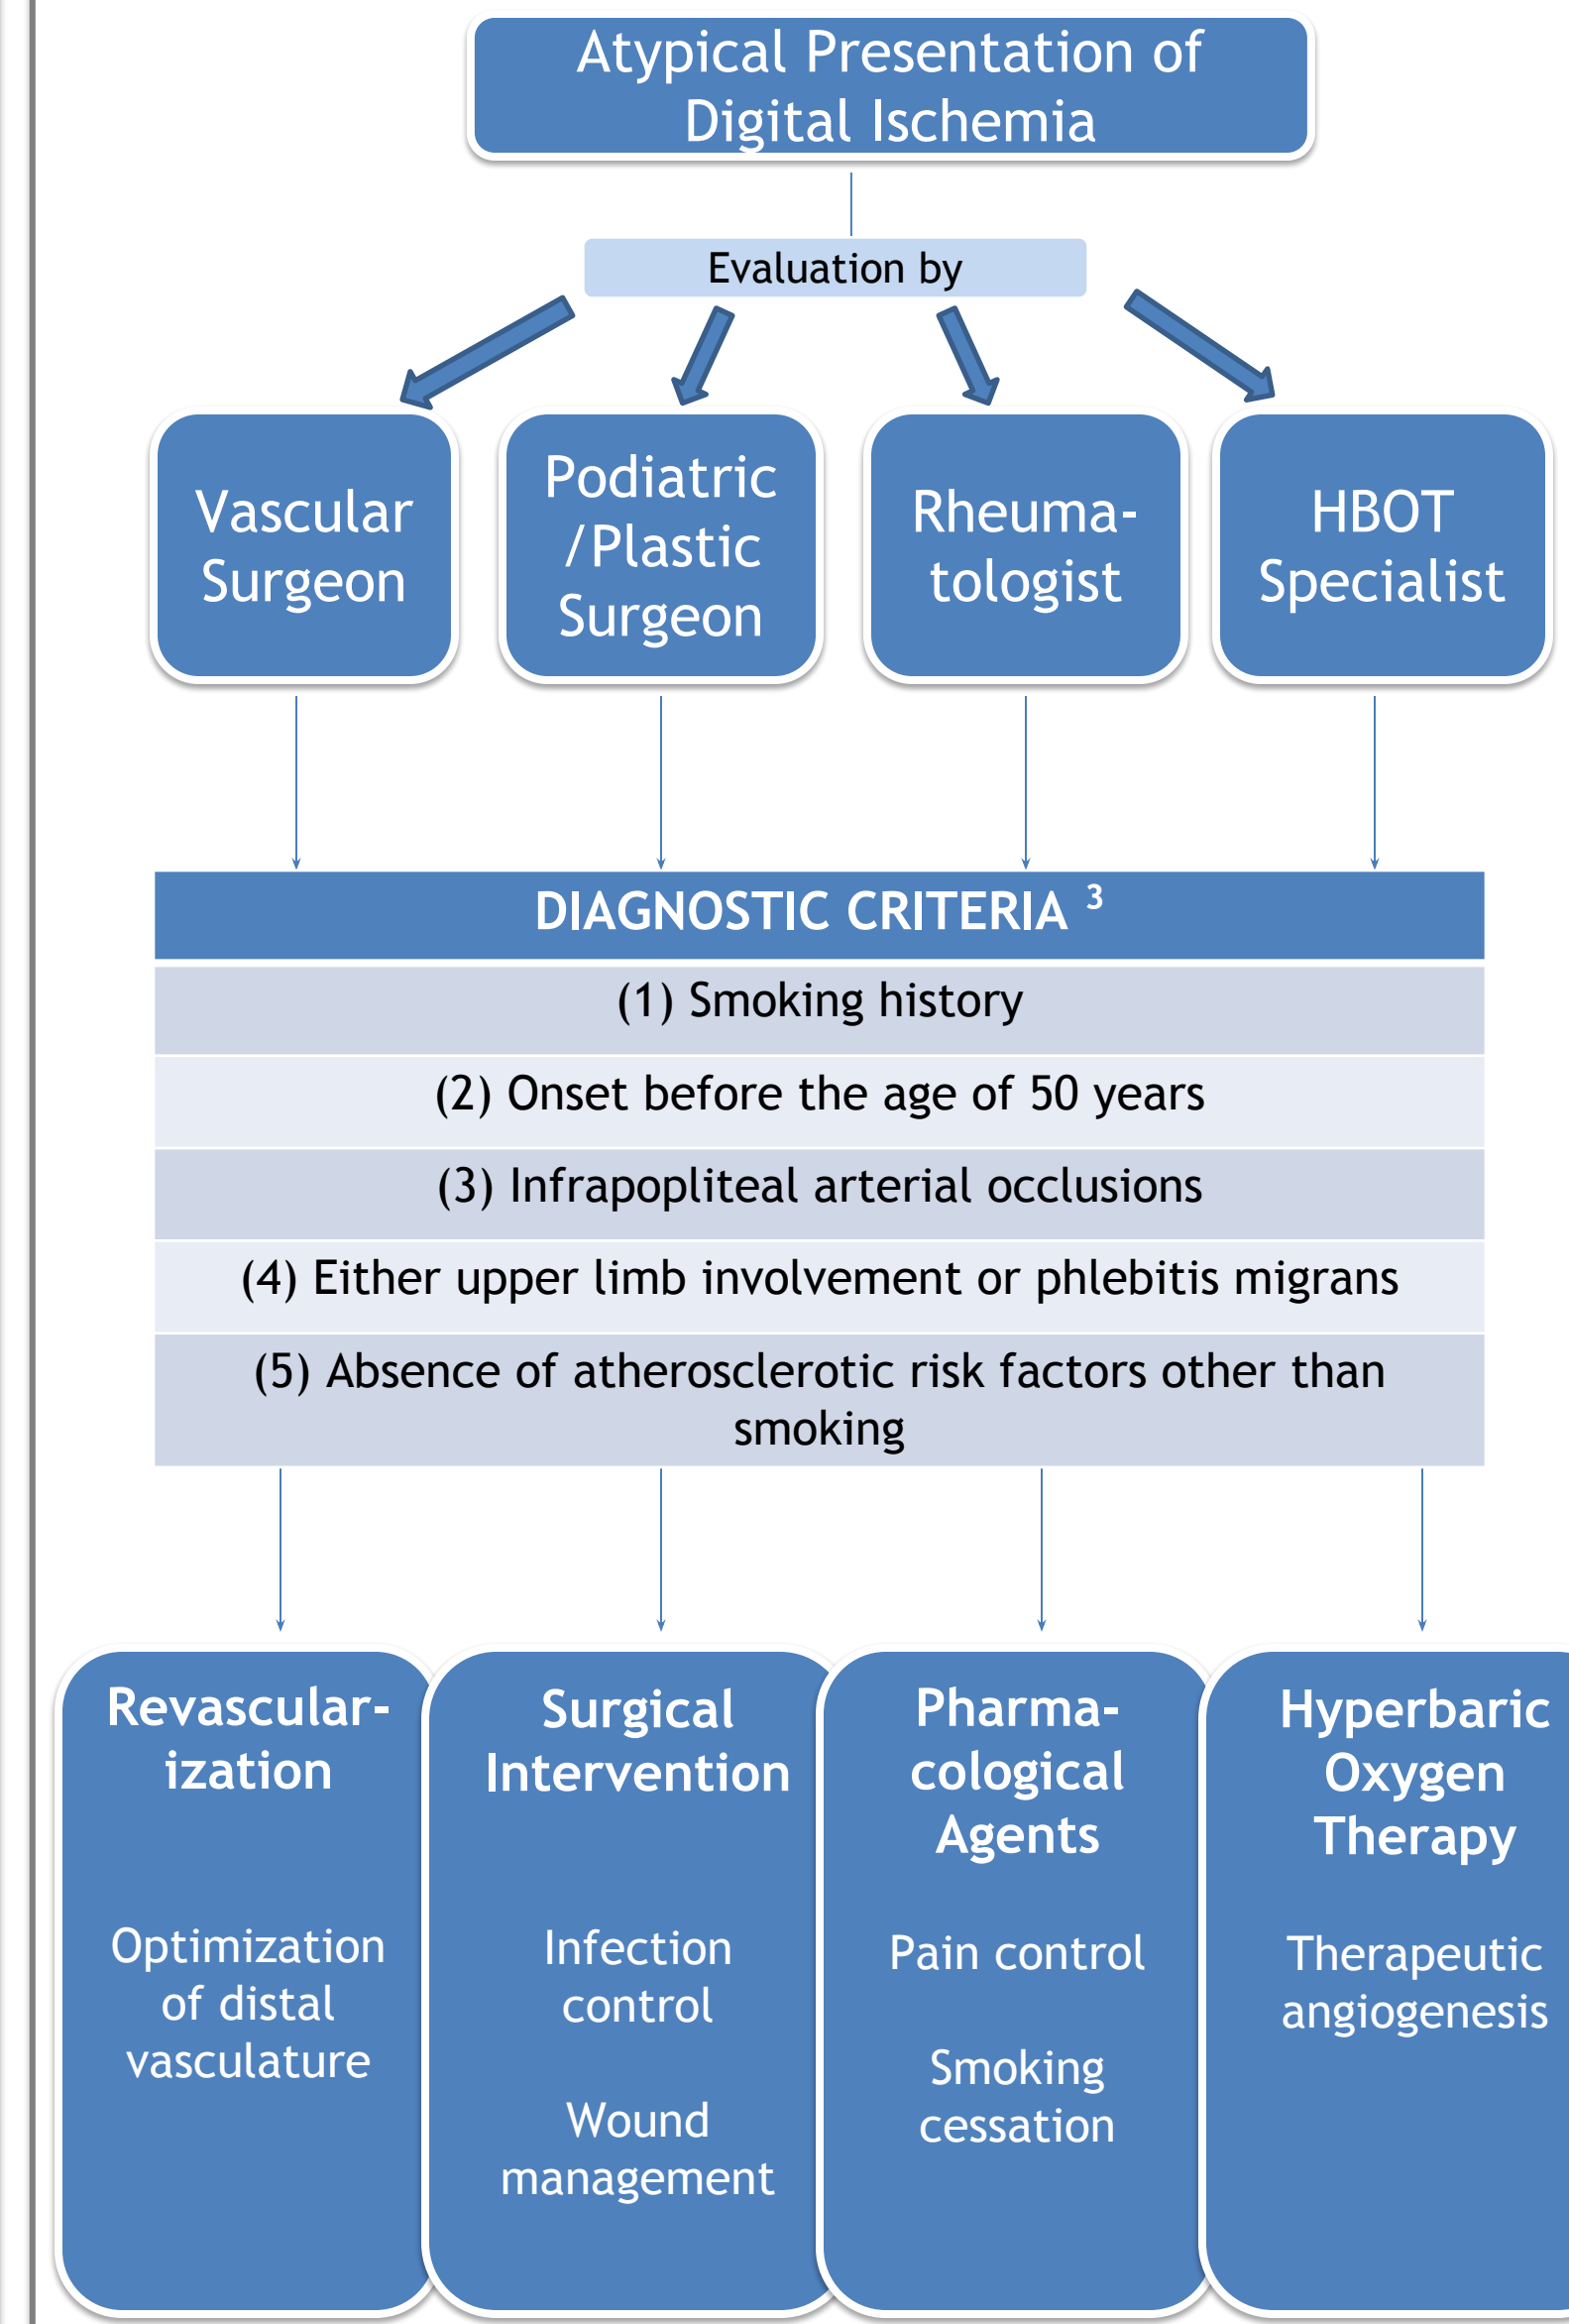 Atypical Presentation of
Digital Ischemia
Evaluation by
Vascular
Surgeon
Podiatric
/Plastic
Surgeon
Rheuma-
tologist
HBOT
Specialist
DIAGNOSTIC CRITERIA ³
(1) Smoking history
(2) Onset before the age of 50 years
(3) Infrapopliteal arterial occlusions
(4) Either upper limb involvement or phlebitis migrans
(5) Absence of atherosclerotic risk factors other than
smoking
Revascular-
ization
Optimization
of distal
vasculature
Surgical
Intervention
Infection
control
Wound
management
Pharma-
cological
Agents
Pain control
Smoking
cessation
Hyperbaric
Oxygen
Therapy
Therapeutic
angiogenesis